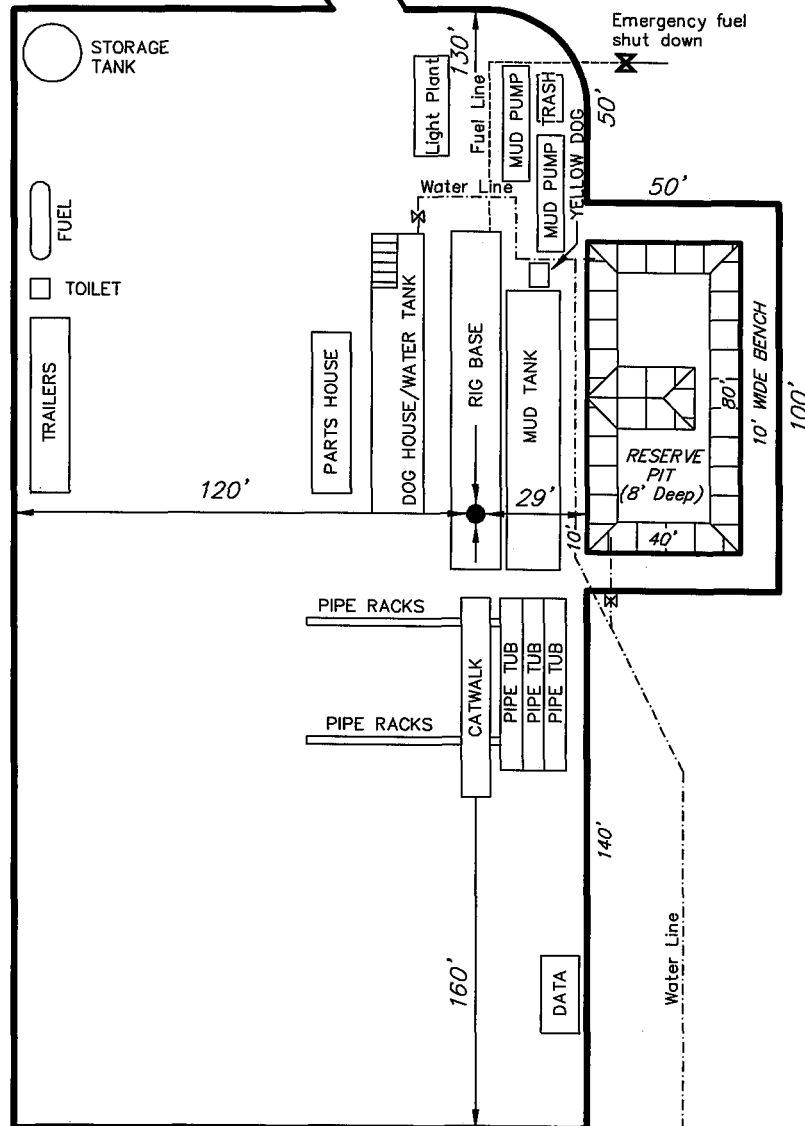 Emergency fuel
shut down
STORAGE
TANK
130'
Light Plant
Fuel Line
MUD PUMP
TRASH
50'
MUD PUMP
YELLOW DOG
Water Line
50'
FUEL
TOILET
TRAILERS
PARTS HOUSE
DOG HOUSE/WATER TANK
RIG BASE
MUD TANK
80'
10' WIDE BENCH
100'
RESERVE
PIT
(8' Deep)
120'
29'
10'
40'
PIPE RACKS
CATWALK
PIPE TUB
PIPE TUB
PIPE TUB
PIPE RACKS
140'
160'
DATA
Water Line